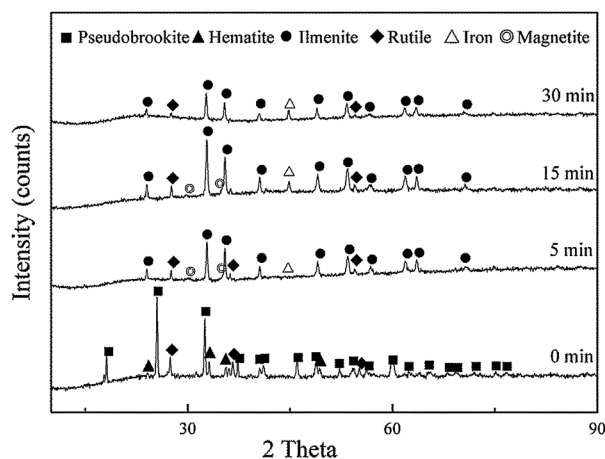 Pseudobrookite Hematite Ilmenite Rutile Iron Magnetite
30 min
15 min
5 min
0 min
Intensity (counts)
30 60 90
2 Theta